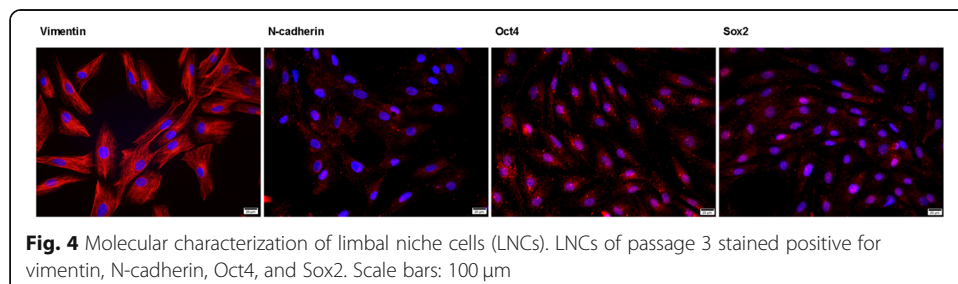 Vimentin N-cadherin Oct4 Sox2
Fig. 4 Molecular characterization of limbal niche cells (LNCs). LNCs of passage 3 stained positive for
vimentin, N-cadherin, Oct4, and Sox2. Scale bars: 100 μm